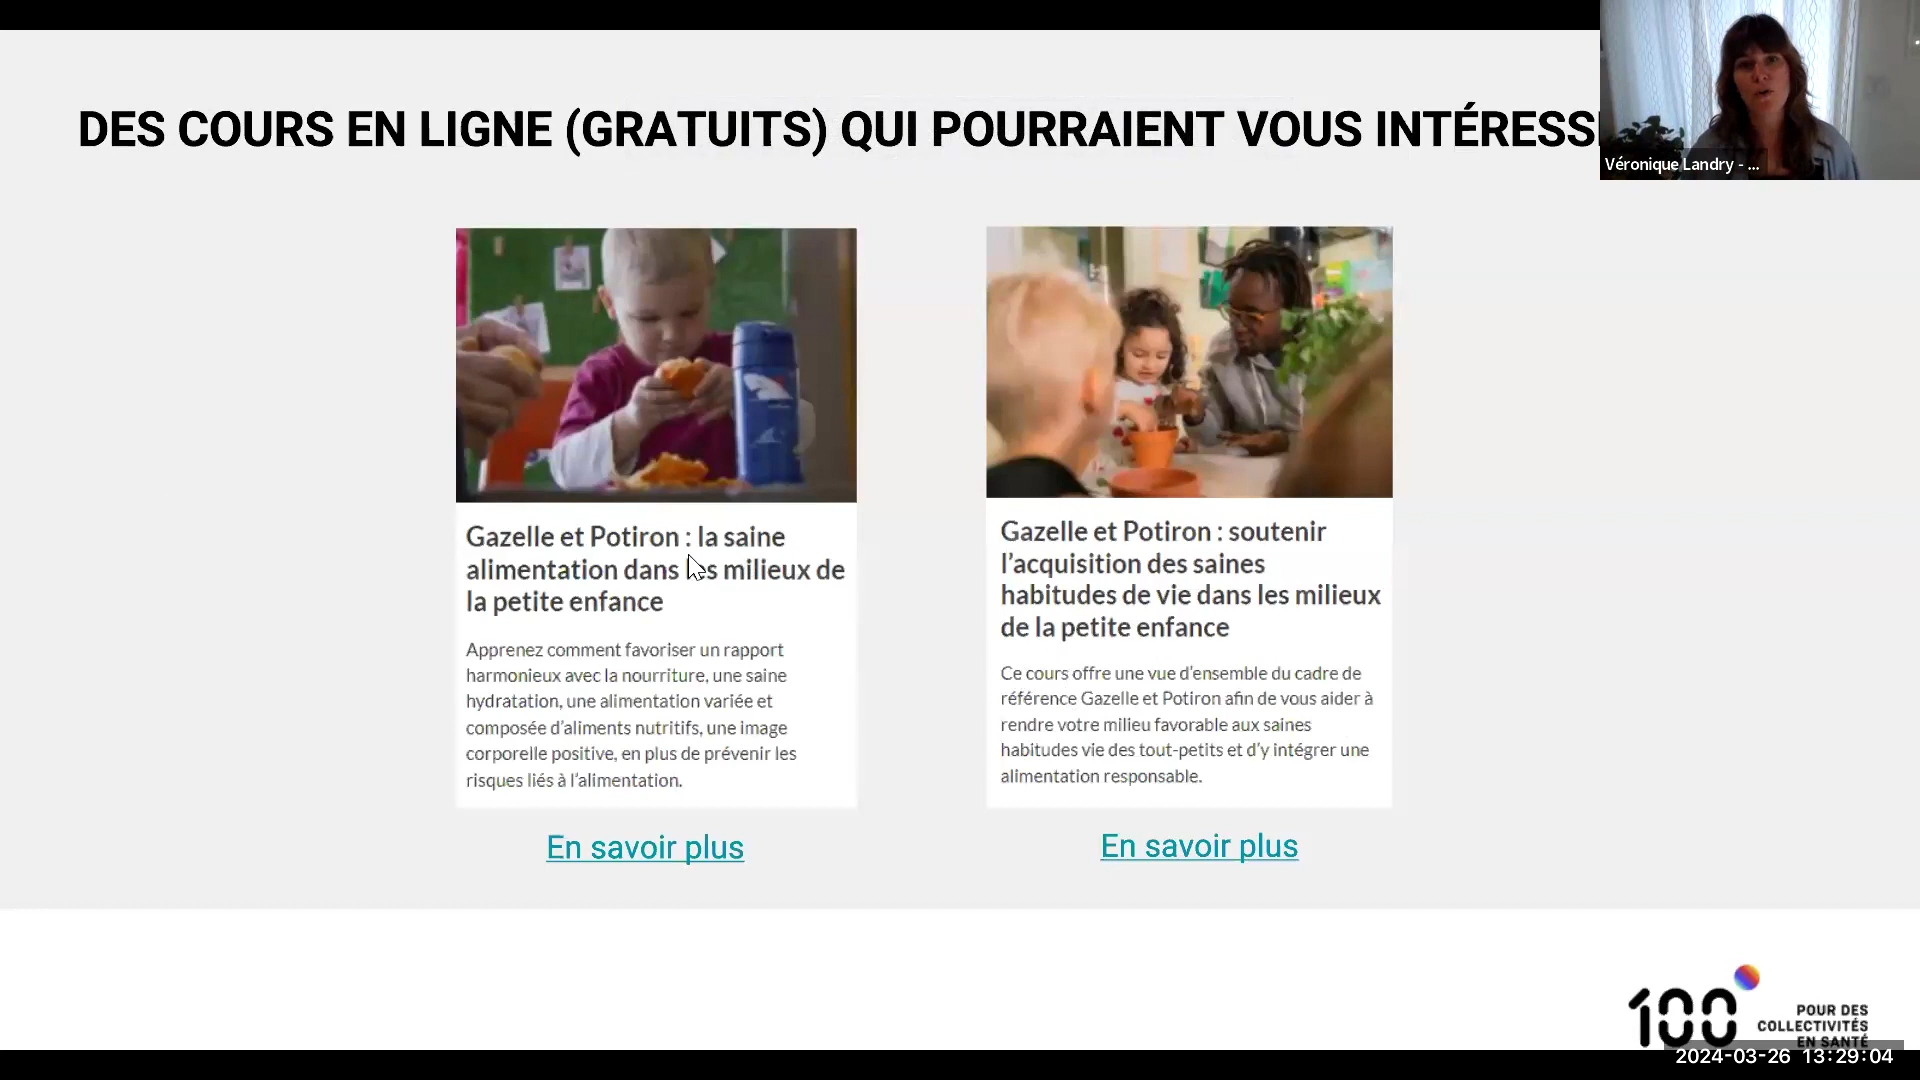 DES COURS EN LIGNE (GRATUITS) QUI POURRAIENT VOUS INTÉRESS
Véronique Landry - ...
Gazelle et Potiron : la saine
alimentation dans les milieux de
la petite enfance
Apprenez comment favoriser un rapport
harmonieux avec la nourriture, une saine
hydratation, une alimentation variée et
composée d'aliments nutritifs, une image
corporelle positive, en plus de prévenir les
risques liés à l'alimentation.
En savoir plus
Gazelle et Potiron : soutenir
l'acquisition des saines
habitudes de vie dans les milieux
de la petite enfance
Ce cours offre une vue d'ensemble du cadre de
référence Gazelle et Potiron afin de vous aider à
rendre votre milieu favorable aux saines
habitudes vie des tout-petits et d'y intégrer une
alimentation responsable.
En savoir plus
100°
POUR DES
COLLECTIVITÉS
EN SANTÉ
2024-03-26 13:29:04